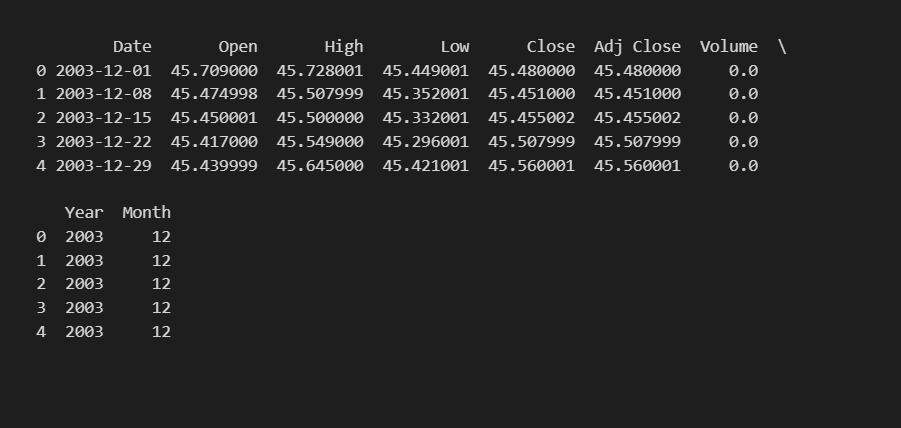 Date Open High Low Close Adj Close Volume \
0 2003-12-01 45.709000 45.728001 45.449001 45.480000 45.480000 0.0
1 2003-12-08 45.474998 45.507999 45.352001 45.451000 45.451000 0.0
2 2003-12-15 45.450001 45.500000 45.332001 45.455002 45.455002 0.0
3 2003-12-22 45.417000 45.549000 45.296001 45.507999 45.507999 0.0
4 2003-12-29 45.439999 45.645000 45.421001 45.560001 45.560001 0.0
Year Month
0 2003 12
1 2003 12
2 2003 12
3 2003 12
4 2003 12